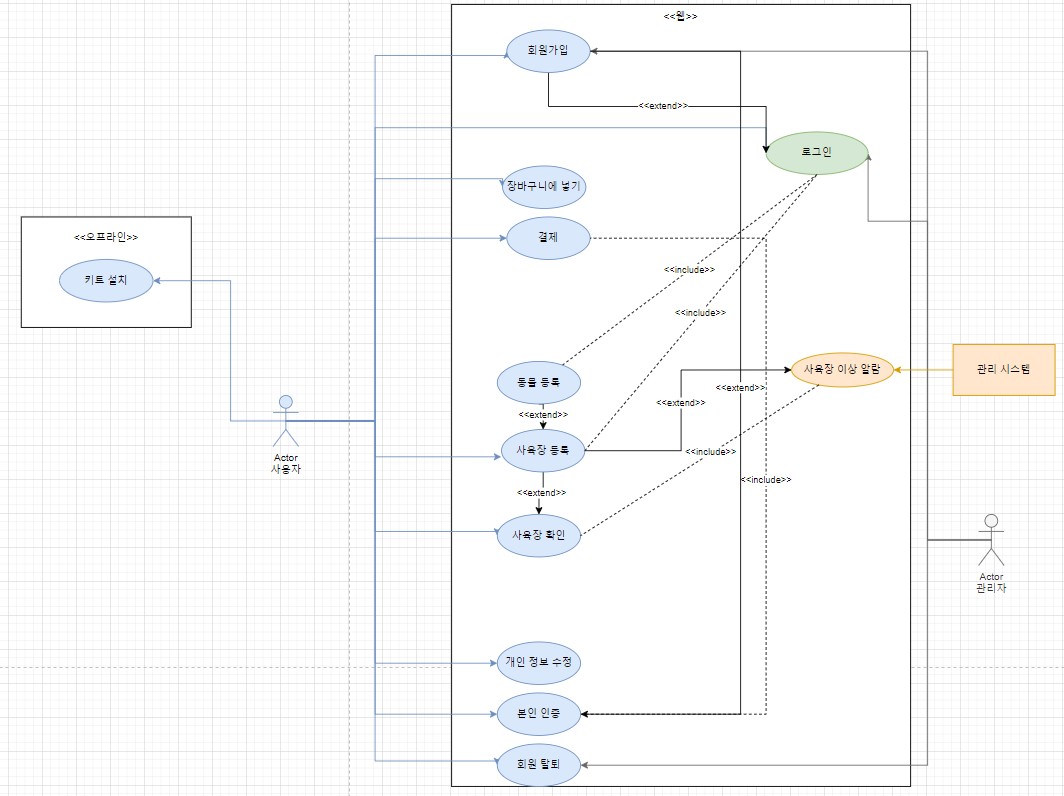 <<웹>>
회원가입
<<extend>>
로그인
장바구니에 넣기
<<오프라인>>
결제
<<include>>
키트 설치
<<include>>
사육장 이상 알람
관리 시스템
동물 등록
<<extend>>
<<extend>>
<<extend>>
사육장 등록
<<include>>
Actor
사용자
<<include>>
<<extend>>
사육장 확인
Actor
관리자
개인 정보 수정
본인 인증
회원 탈퇴